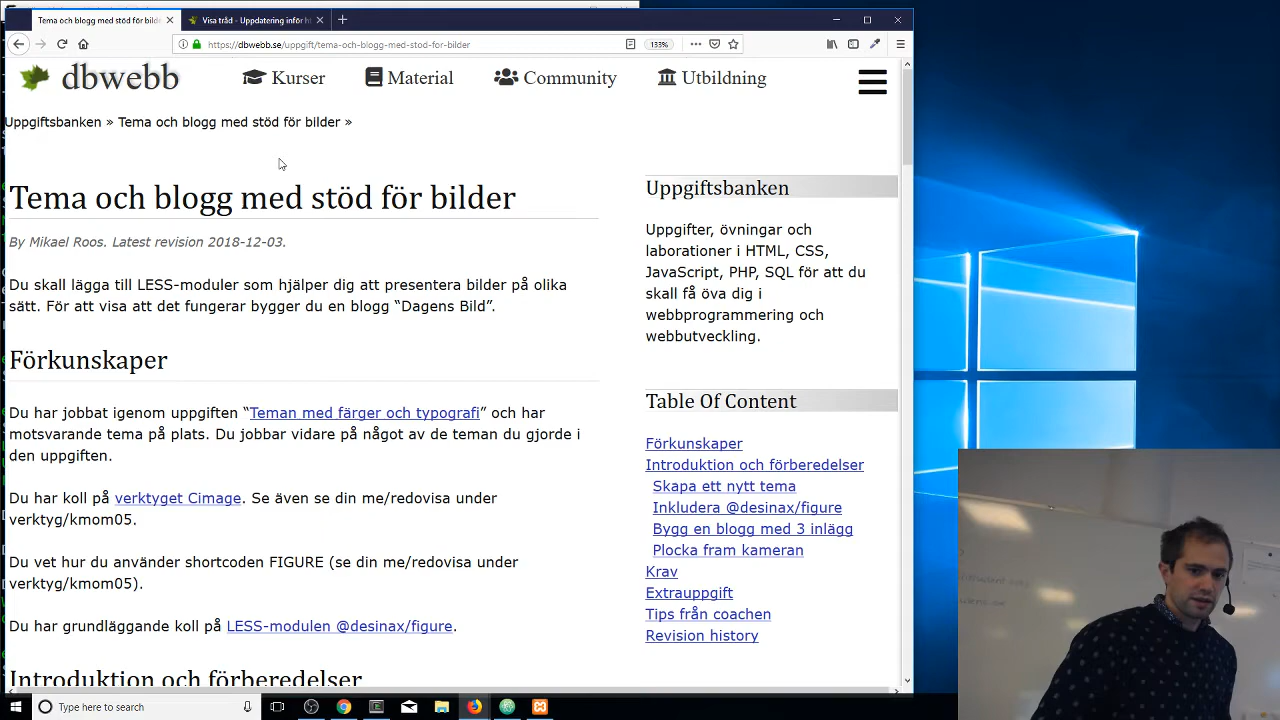 Tema och blogg med stöd för bilde
Visa tråd - Uppdatering inför h
https://dbwebb.se/uppgift/tema-och-blogg-med-stod-for-bilder
133%
dbwebb
Kurser
Material
Community
Utbildning
Uppgiftsbanken » Tema och blogg med stöd för bilder »
Tema och blogg med stöd för bilder
By Mikael Roos. Latest revision 2018-12-03.
Du skall lägga till LESS-moduler som hjälper dig att presentera bilder på olika
sätt. För att visa att det fungerar bygger du en blogg “Dagens Bild”.
Förkunskaper
Du har jobbat igenom uppgiften “Teman med färger och typografi” och har
motsvarande tema på plats. Du jobbar vidare på något av de teman du gjorde i
den uppgiften.
Du har koll på verktyget Cimage. Se även se din me/redovisa under
verktyg/kmom05.
Du vet hur du använder shortcoden FIGURE (se din me/redovisa under
verktyg/kmom05).
Du har grundläggande koll på LESS-modulen @desinax/figure.
Introduktion och förberedelser
Uppgiftsbanken
Uppgifter, övningar och
laborationer i HTML, CSS,
JavaScript, PHP, SQL för att du
skall få öva dig i
webbprogrammering och
webbutveckling.
Table Of Content
Förkunskaper
Introduktion och förberedelser
Skapa ett nytt tema
Inkludera @desinax/figure
Bygg en blogg med 3 inlägg
Plocka fram kameran
Krav
Extrauppgift
Tips från coachen
Revision history
Type here to search